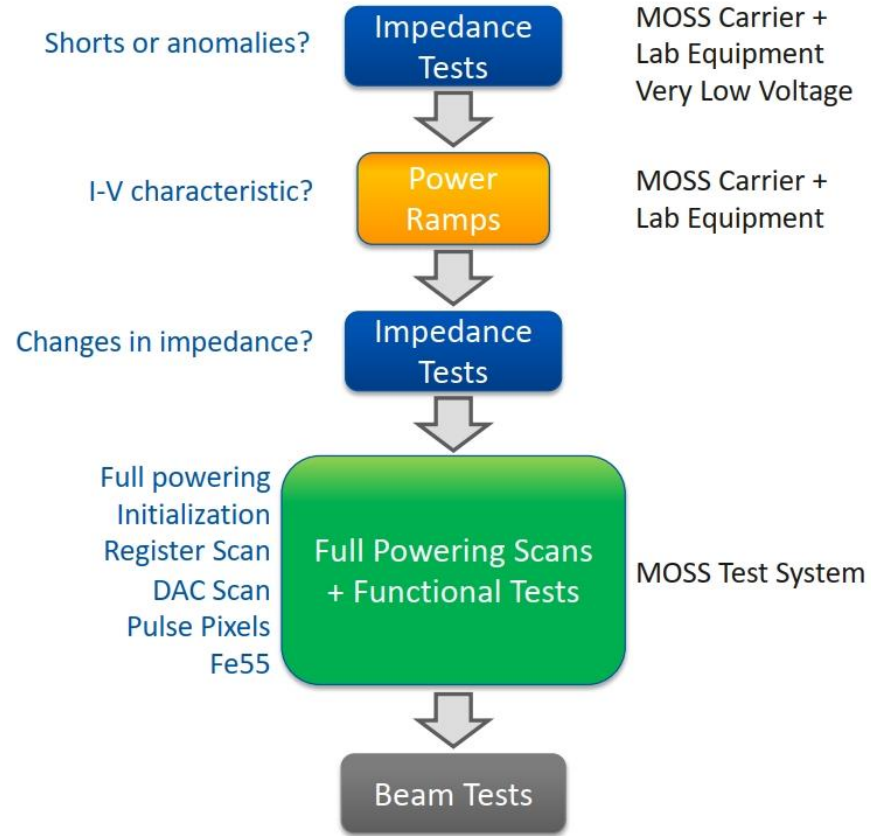 Shorts or anomalies?
Impedance
Tests
MOSS Carrier +
Lab Equipment
Very Low Voltage
I-V characteristic?
Power
Ramps
MOSS Carrier +
Lab Equipment
Changes in impedance?
Impedance
Tests
Full powering
Initialization
Register Scan
DAC Scan
Pulse Pixels
Fe55
Full Powering Scans
+ Functional Tests
MOSS Test System
Beam Tests